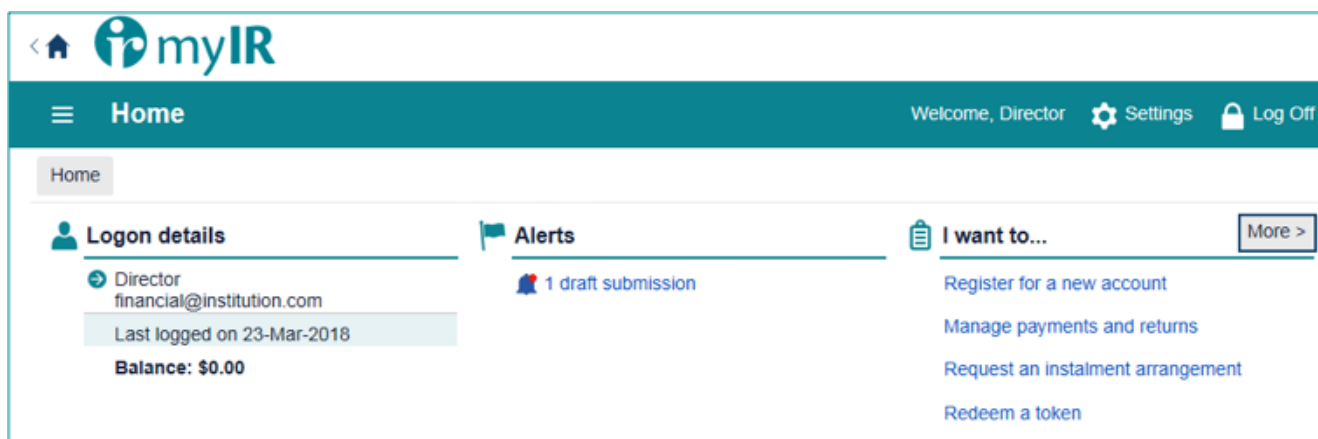 ir myIR
Home
Welcome, Director
Settings
Log Off
Home
Logon details
Director
financial@institution.com
Last logged on 23-Mar-2018
Balance: $0.00
Alerts
1 draft submission
I want to...
More >
Register for a new account
Manage payments and returns
Request an instalment arrangement
Redeem a token